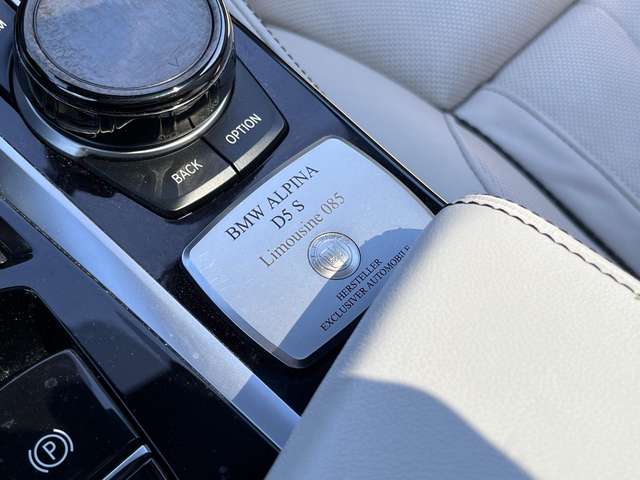 OPTION
BACK
BMW ALPINA
D5 S
Limousine 085
HERSTELLER
EXCLUSIVER AUTOMOBILE
P